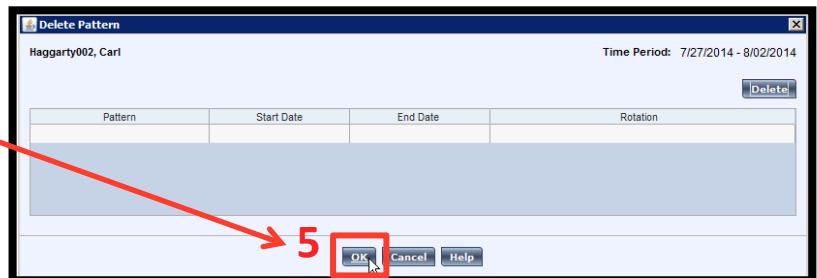 Delete Pattern
Haggarty002, Carl Time Period: 7/27/2014 - 8/02/2014
Delete
Pattern Start Date End Date Rotation
5 OK Cancel Help